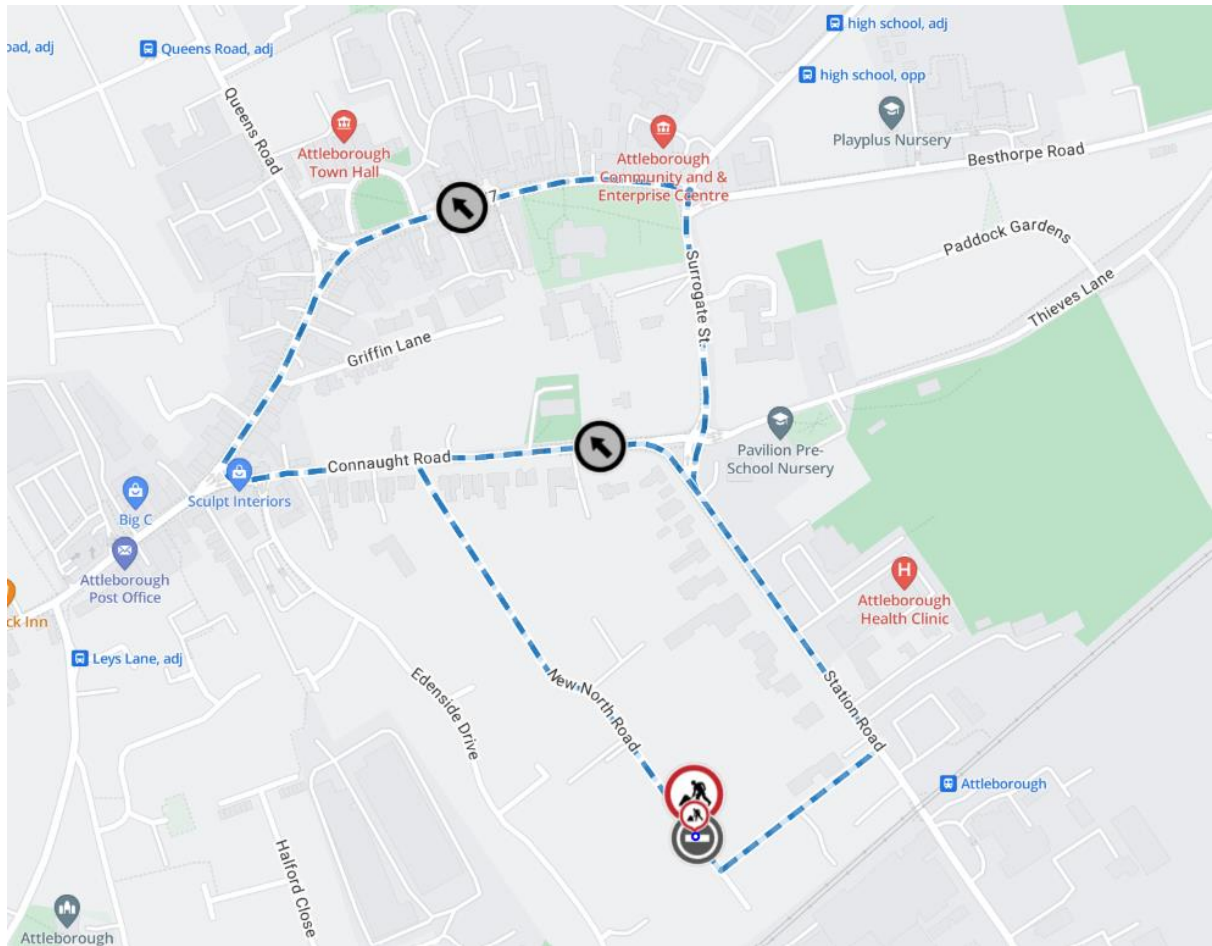 oad, adj
Queens Road, adj
high school, adj
high school, opp
Queens Road
Attleborough
Town Hall
Attleborough
Community and &
Enterprise Ceentre
Playplus Nursery
Besthorpe Road
Paddock Gardens
Thieves Lane
Surrogate St.
Griffin Lane
Connaught Road
Pavilion Pre-
School Nursery
Sculpt Interiors
Big C
Attleborough
Post Office
ck Inn
Leys Lane, adj
Edenside Drive
New North Road
Attleborough
Health Clinic
Station Road
Attleborough
Halford Close
Attleborough